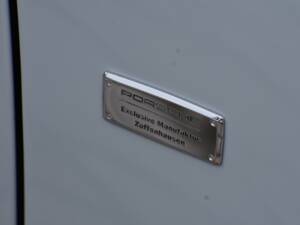 PORSCHE
Exclusive Manufaktur
Zuffenhausen